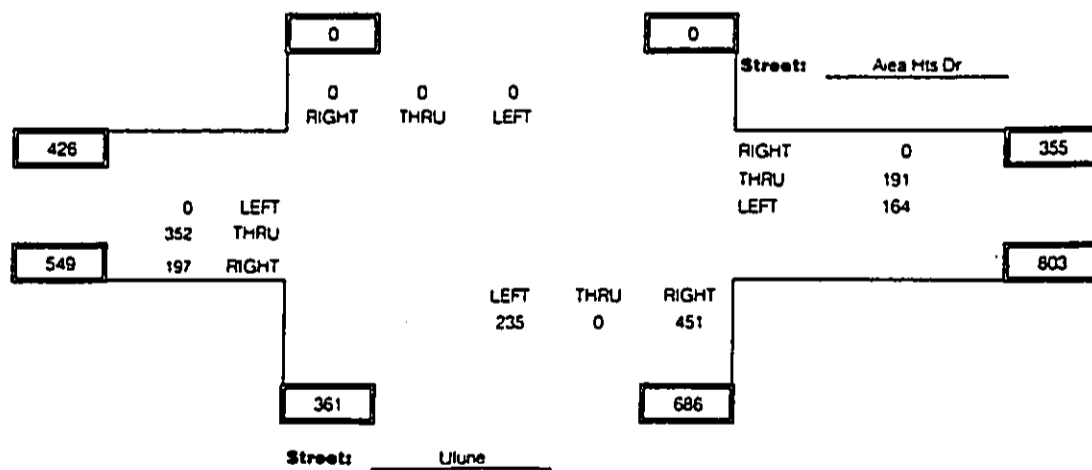 0 0
Street: Aiea Hts Dr
0 0 0
RIGHT THRU LEFT
426
RIGHT 0 355
THRU 191
0 LEFT LEFT 164
352 THRU
549 197 RIGHT 803
LEFT THRU RIGHT
235 0 451
361 686
Street: Ulune